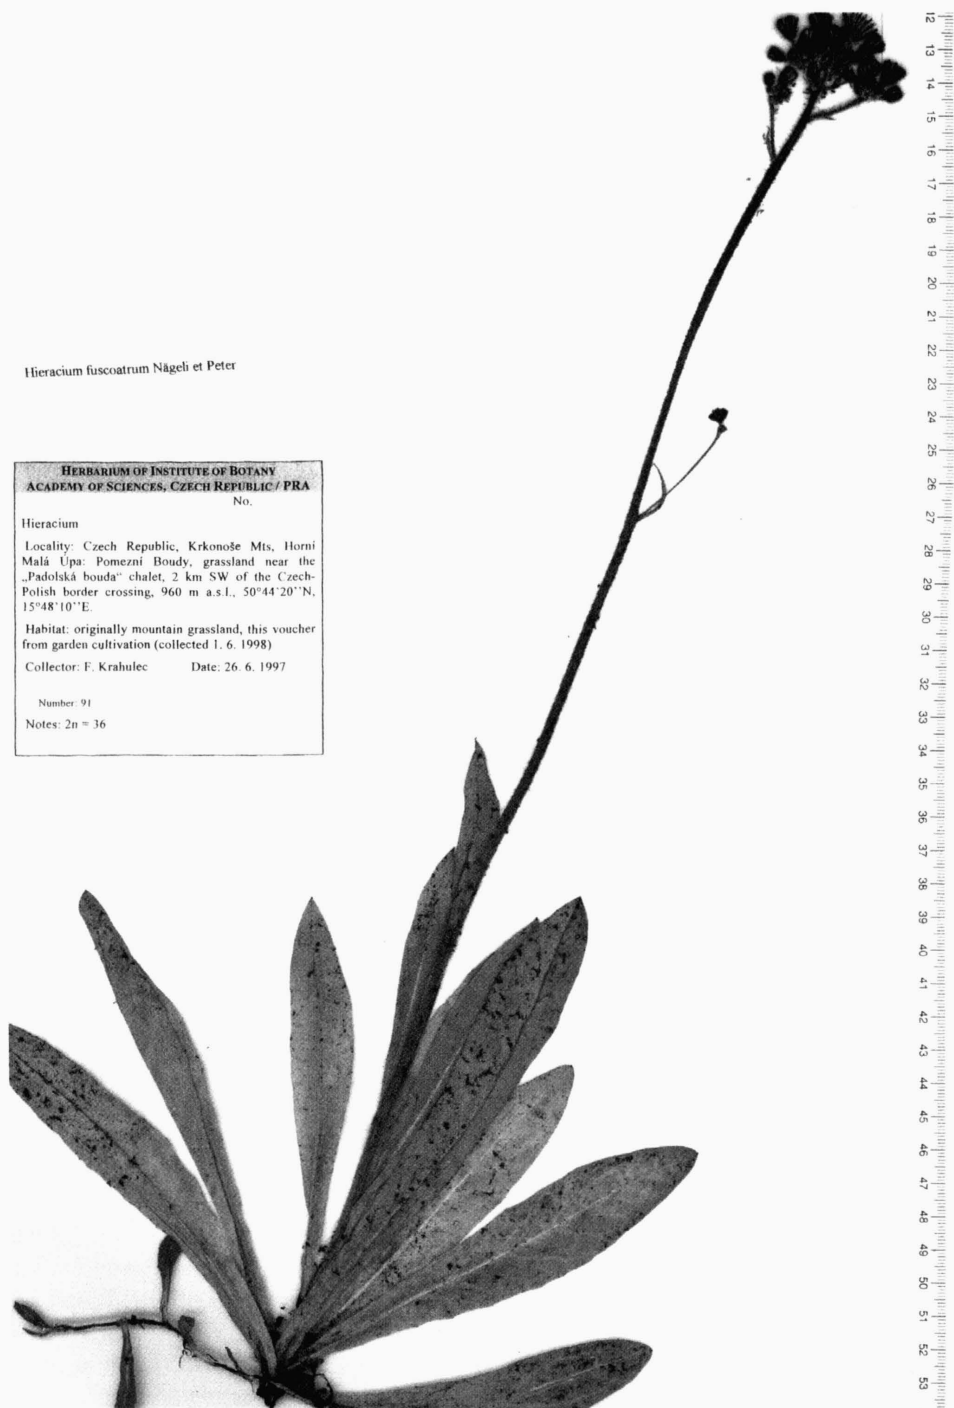 Hieracium fuscoatrum Nägeli et Peter
HERBARIUM OF INSTITUTE OF BOTANY
ACADEMY OF SCIENCES, CZECH REPUBLIC / PRA
No.
Hieracium
Locality: Czech Republic, Krkonoše Mts, Horní
Malá Úpa: Pomezní Boudy, grassland near the
„Padolská bouda“ chalet, 2 km SW of the Czech-
Polish border crossing, 960 m a.s.l., 50°44'20''N,
15°48'10''E.
Habitat: originally mountain grassland, this voucher
from garden cultivation (collected 1. 6. 1998)
Collector: F. Krahulec Date: 26. 6. 1997
Number: 91
Notes: 2n = 36
12
13
14
15
16
17
18
19
20
21
22
23
24
25
26
27
28
29
30
31
32
33
34
35
36
37
38
39
40
41
42
43
44
45
46
47
48
49
50
51
52
53